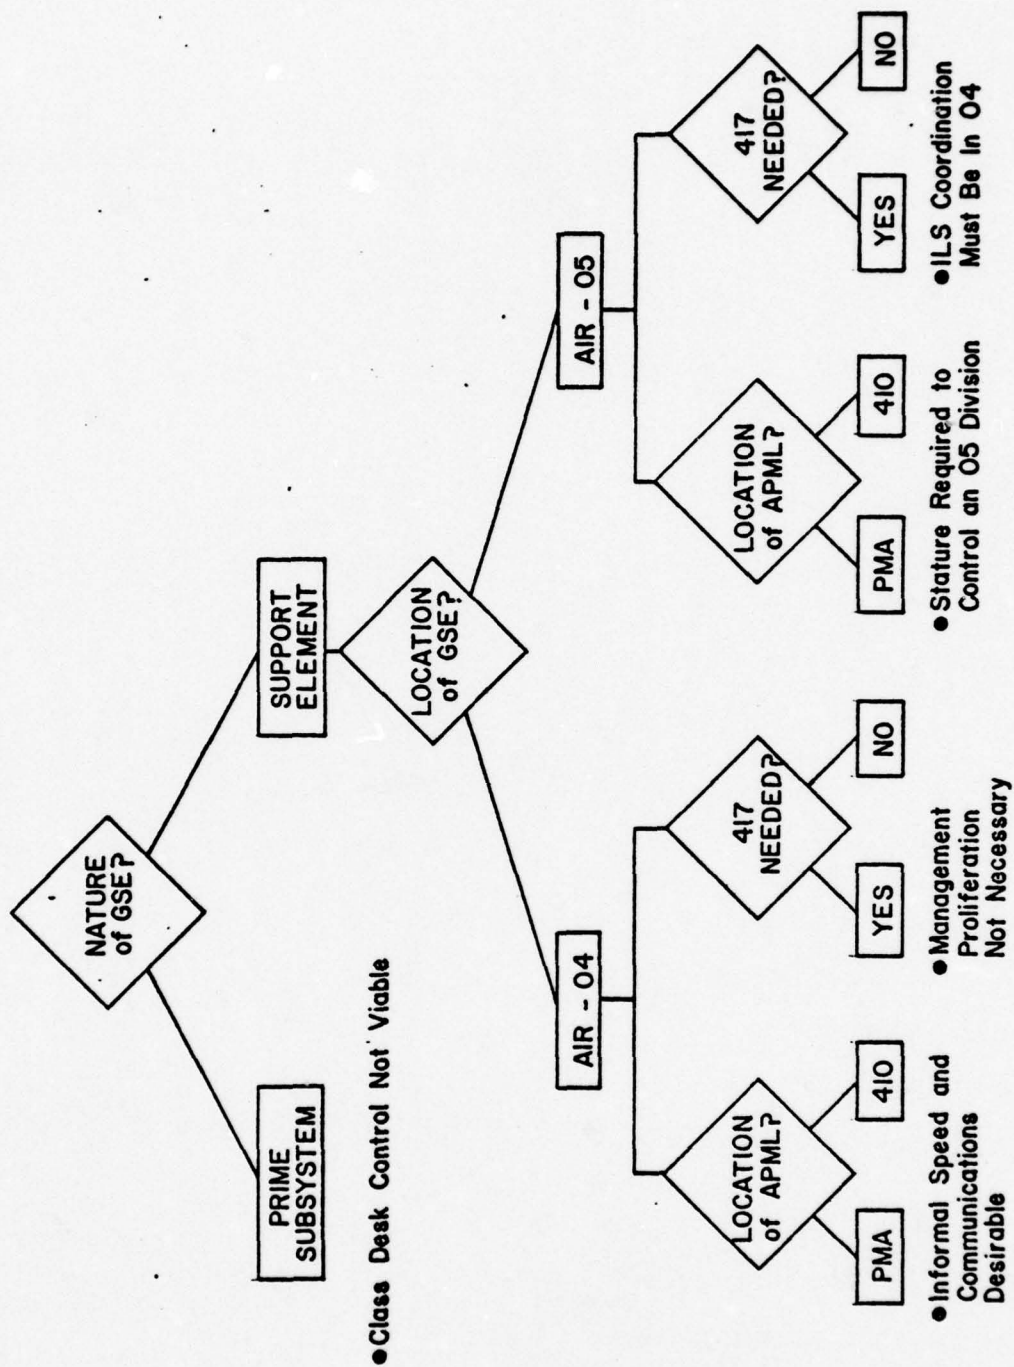 NATURE
of GSE?
PRIME
SUBSYSTEM
SUPPORT
ELEMENT
●Class Desk Control Not Viable
LOCATION
of GSE?
AIR - 04
AIR - 05
LOCATION
of APML?
417
NEEDED?
LOCATION
of APML?
417
NEEDED?
PMA
410
YES
NO
PMA
410
YES
NO
●Informal Speed and
Communications
Desirable
●Management
Proliferation
Not Necessary
●Stature Required to
Control an 05 Division
●ILS Coordination
Must Be In 04